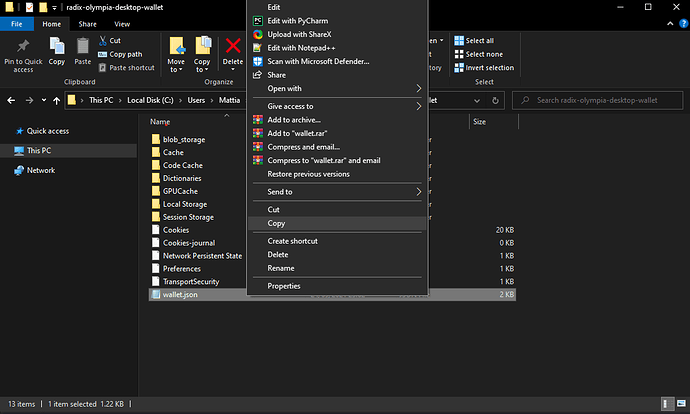 radix-olympia-desktop-wallet
File
Home
Share
View
Pin to Quick access
Copy
Paste
Cut
Copy path
Paste shortcut
Clipboard
Move to
Copy to
Delete
Organize
Select all
Select none
Invert selection
Select
This PC
Local Disk (C:)
Users
Mattia
Search radix-olympia-desktop-wallet
Quick access
This PC
Network
Name
Size
blob_storage
Cache
Code Cache
Dictionaries
GPUCache
Local Storage
Session Storage
Cookies
20 KB
Cookies-journal
0 KB
Network Persistent State
1 KB
Preferences
1 KB
TransportSecurity
1 KB
wallet.json
2 KB
Edit
Edit with PyCharm
Upload with ShareX
Edit with Notepad++
Scan with Microsoft Defender...
Share
Open with
Give access to
Add to archive...
Add to "wallet.rar"
Compress and email...
Compress to "wallet.rar" and email
Restore previous versions
Send to
Cut
Copy
Create shortcut
Delete
Rename
Properties
13 items
1 item selected 1.22 KB